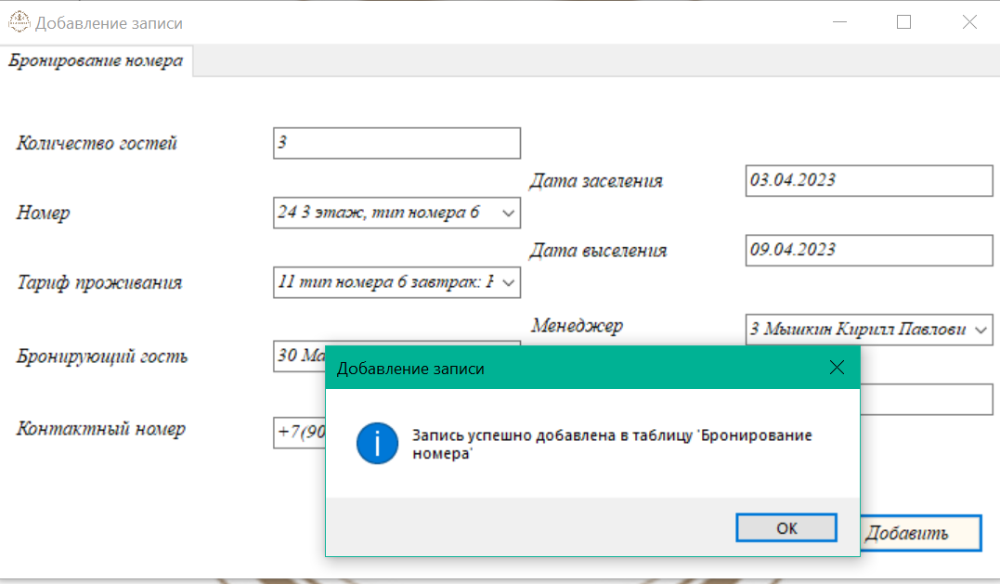 Добавление записи
Бронирование номера
Количество гостей
3
Дата заселения
03.04.2023
Номер
24 3 этаж, тип номера 6
Дата выселения
09.04.2023
Тариф проживания
11 тип номера 6 завтрак:
Менеджер
3 Мышкин Кирилл Павлови
Бронирующий гость
30
Добавление записи
Контактный номер
+7(90
Запись успешно добавлена в таблицу 'Бронирование
номера'
ОК
Добавить